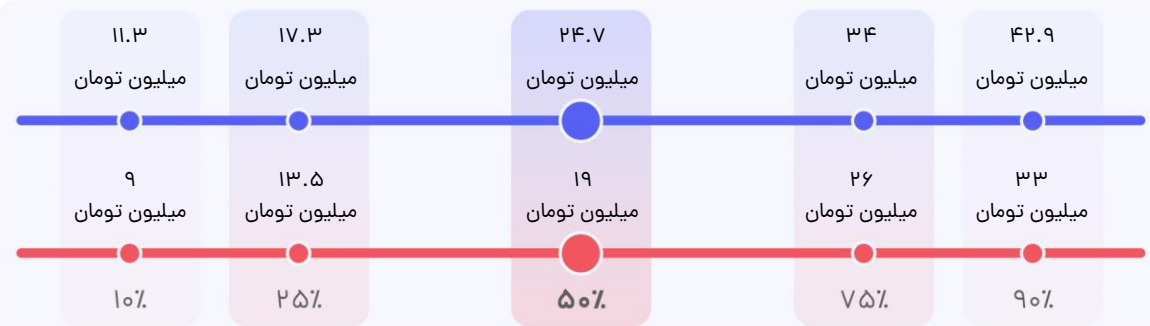 ۱۱.۳ ۱۷.۳ ۲۴.۷ ۳۴ ۴۲.۹
میلیون تومان میلیون تومان میلیون تومان میلیون تومان میلیون تومان
۹ ۱۳.۵ ۱۹ ۲۶ ۳۳
میلیون تومان میلیون تومان میلیون تومان میلیون تومان میلیون تومان
۱۰٪ ۲۵٪ ۵۰٪ ۷۵٪ ۹۰٪